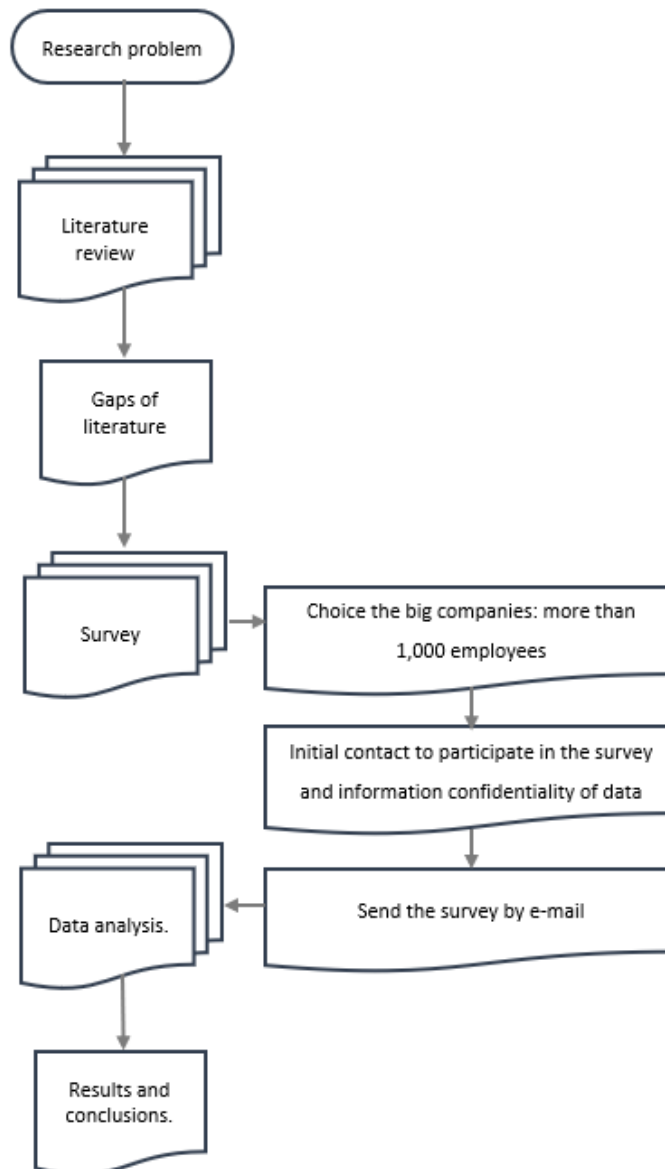 Research problem
Literature
review
Gaps of
literature
Survey
Choice the big companies: more than
1,000 employees
Initial contact to participate in the survey
and information confidentiality of data
Send the survey by e-mail
Data analysis.
Results and
conclusions.